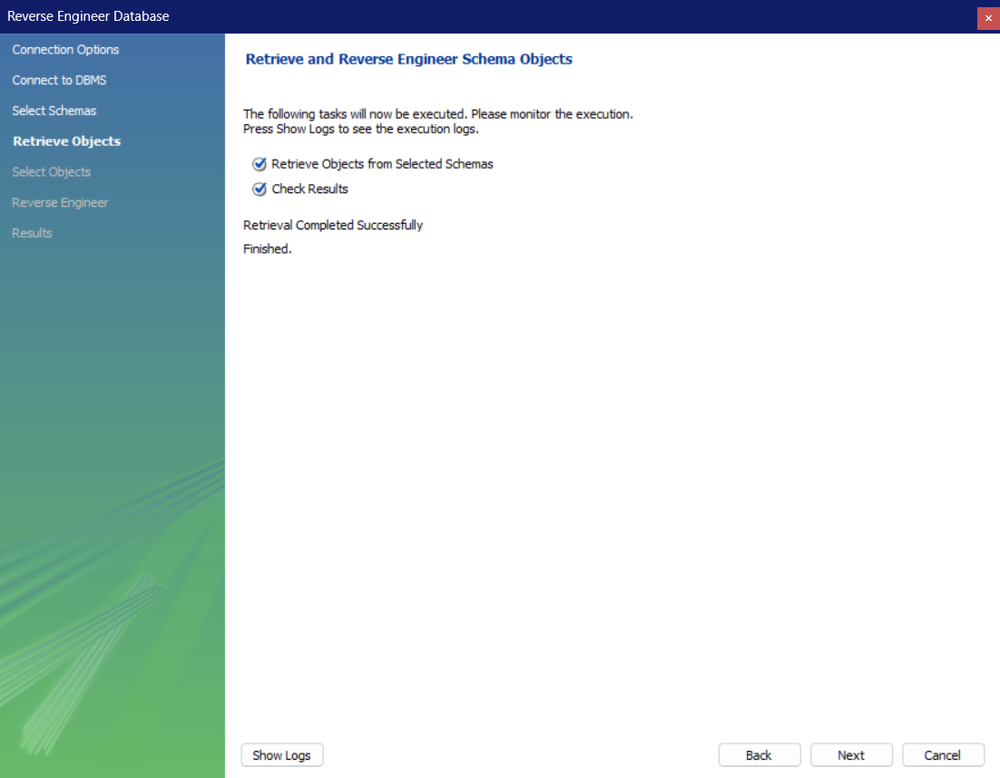 Reverse Engineer Database
Connection Options
Connect to DBMS
Select Schemas
Retrieve Objects
Select Objects
Reverse Engineer
Results
Retrieve and Reverse Engineer Schema Objects
The following tasks will now be executed. Please monitor the execution.
Press Show Logs to see the execution logs.
Retrieve Objects from Selected Schemas
Check Results
Retrieval Completed Successfully
Finished.
Show Logs
Back
Next
Cancel